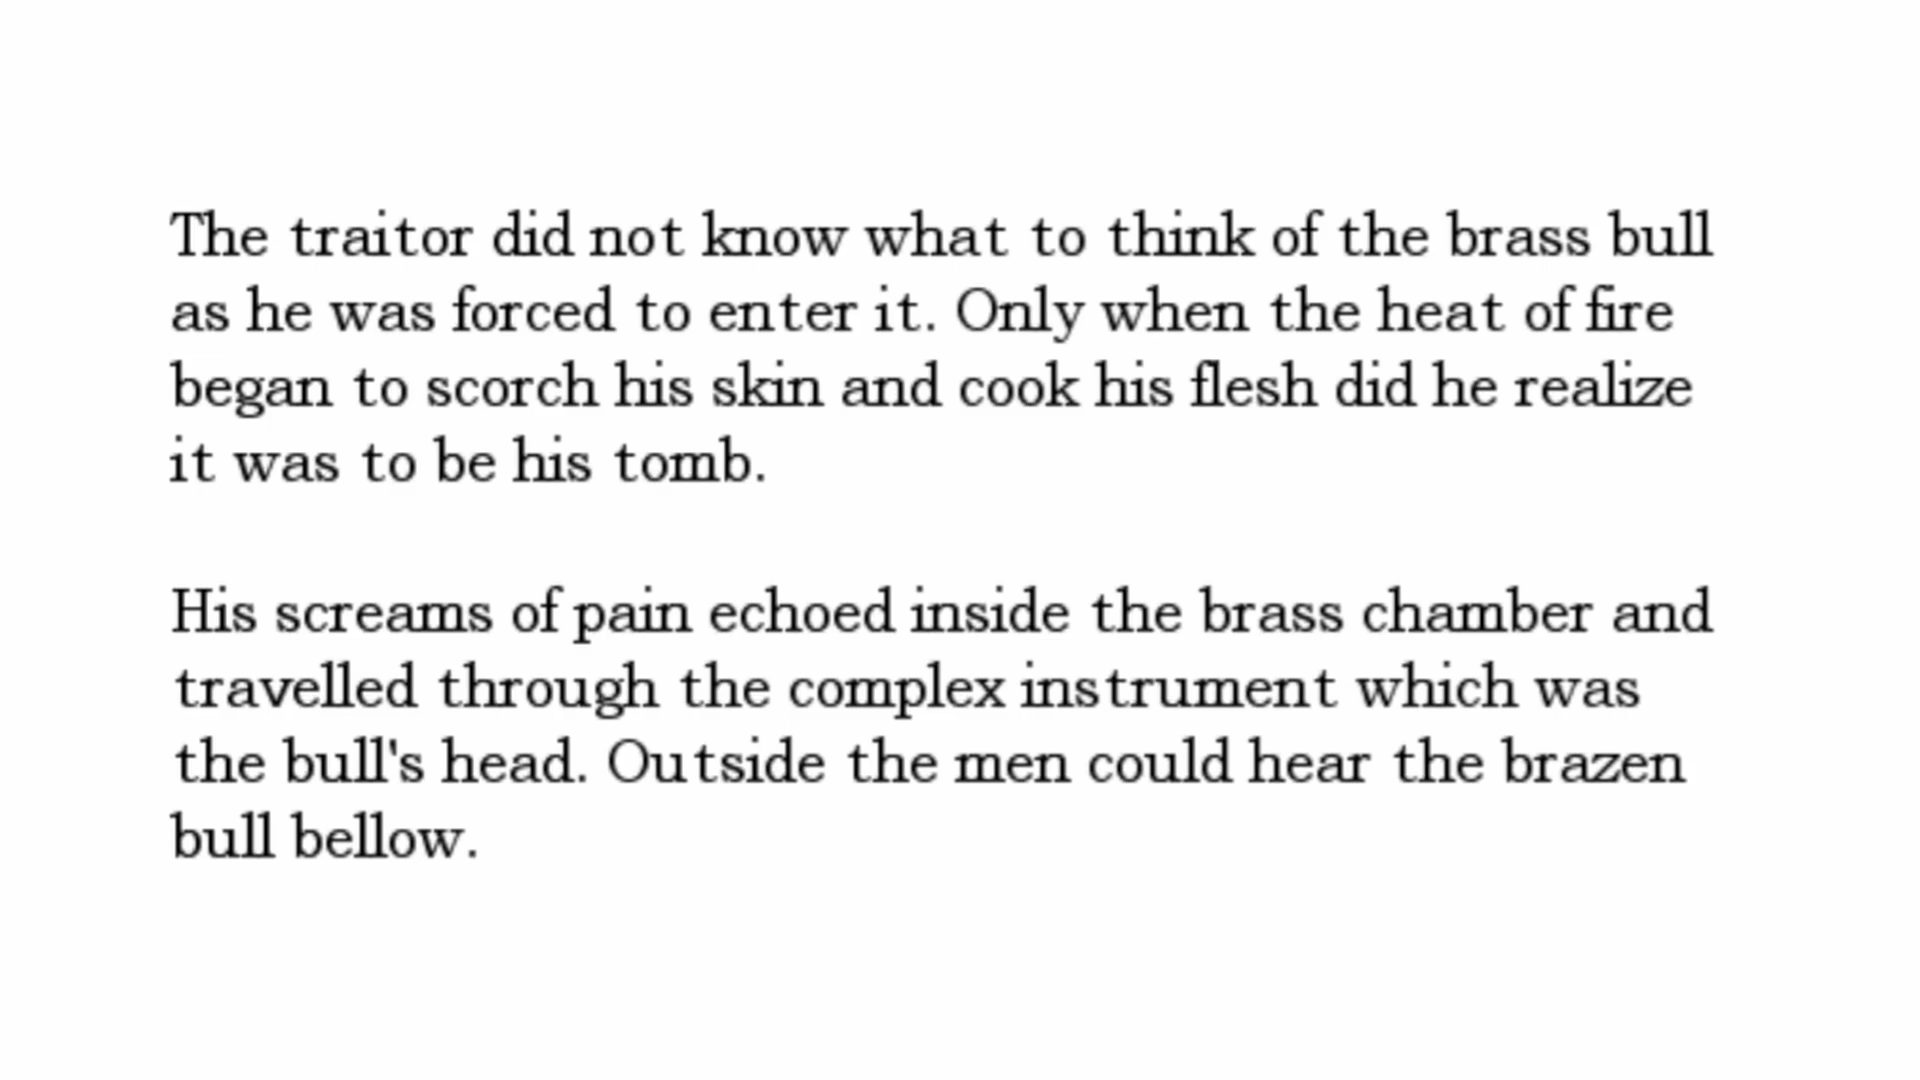 The traitor did not know what to think of the brass bull
as he was forced to enter it. Only when the heat of fire
began to scorch his skin and cook his flesh did he realize
it was to be his tomb.
His screams of pain echoed inside the brass chamber and
travelled through the complex instrument which was
the bull's head. Outside the men could hear the brazen
bull bellow.